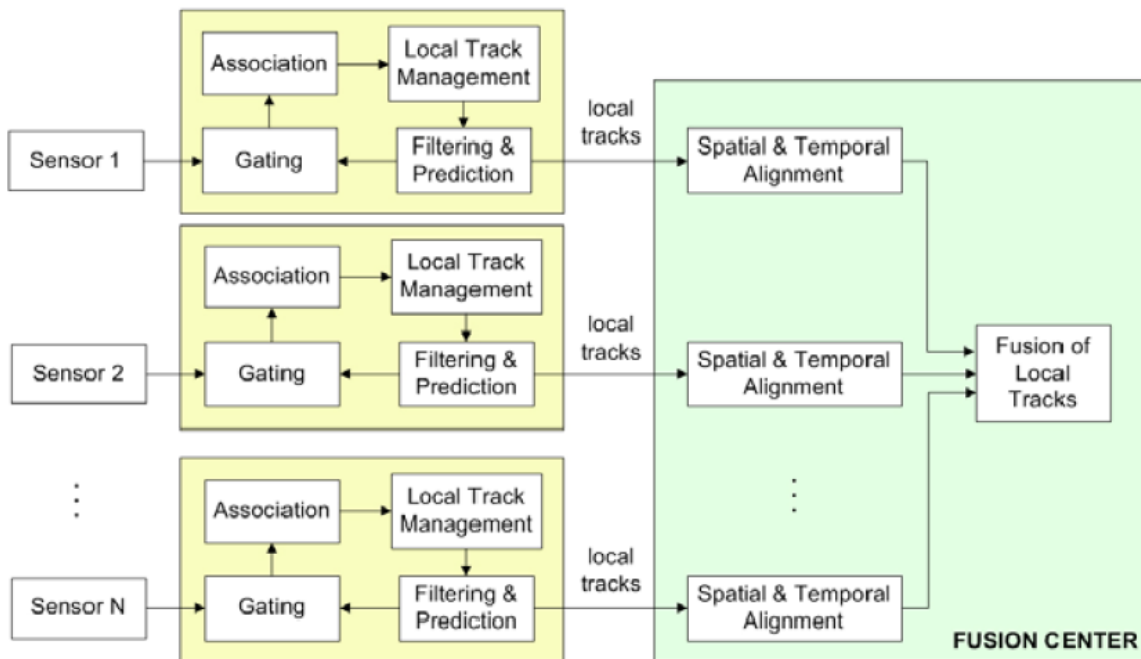 Association
Local Track
Management
local
tracks
Sensor 1
Gating
Filtering &
Prediction
Spatial & Temporal
Alignment
Association
Local Track
Management
local
tracks
Sensor 2
Gating
Filtering &
Prediction
Spatial & Temporal
Alignment
Fusion of
Local
Tracks
Association
Local Track
Management
local
tracks
Sensor N
Gating
Filtering &
Prediction
Spatial & Temporal
Alignment
FUSION CENTER